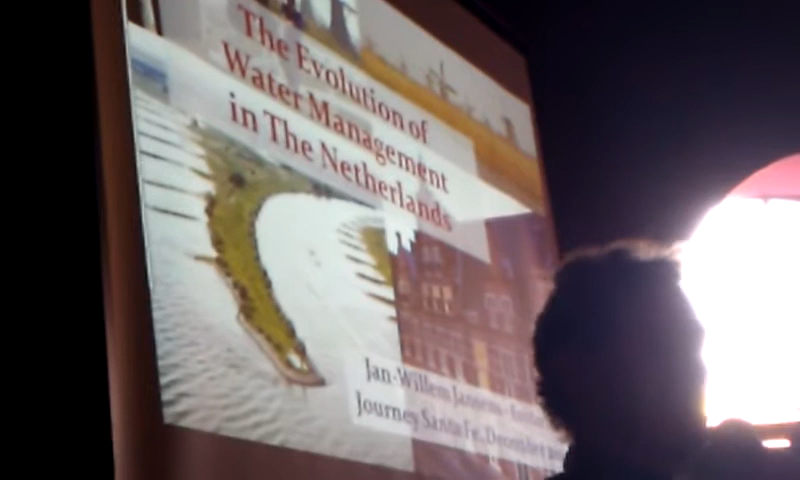 The Evolution of
Water Management
in The Netherlands
Jan-Willem Jansens
Journey Santa Fe, December